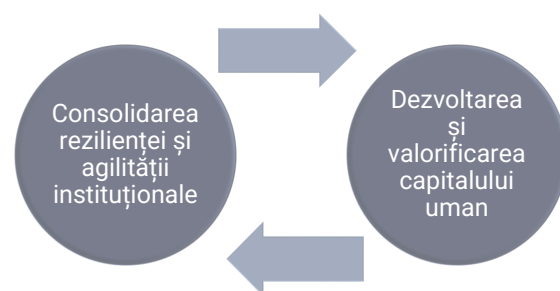 Consolidarea
rezilienței și
agilității
instituționale
Dezvoltarea
și
valorificarea
capitalului
uman